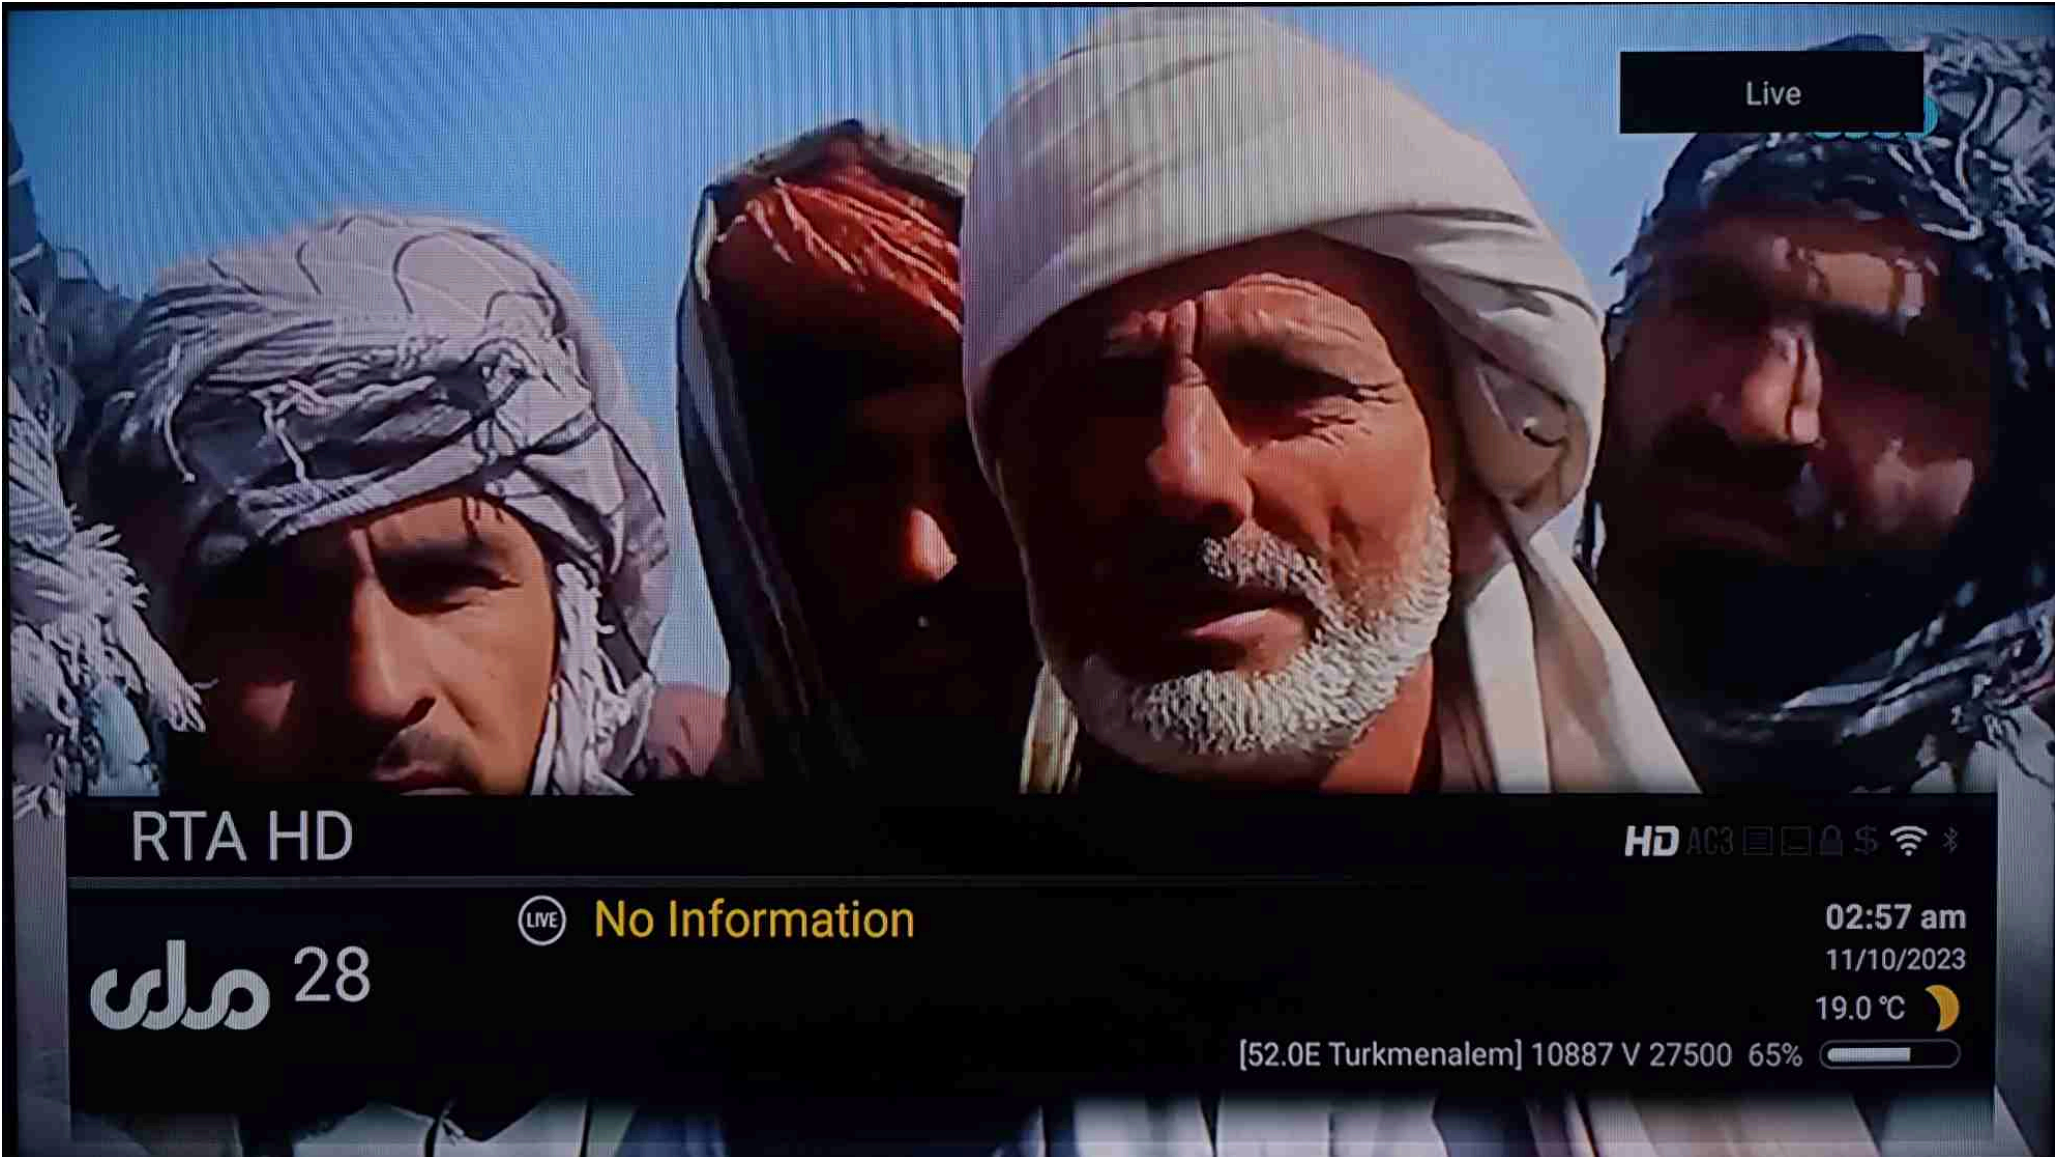 Live
RTA HD
HD AC3 $
LIVE No Information
02:57 am
ملی 28
11/10/2023
19.0 °C
[52.0E Turkmenalem] 10887 V 27500 65%